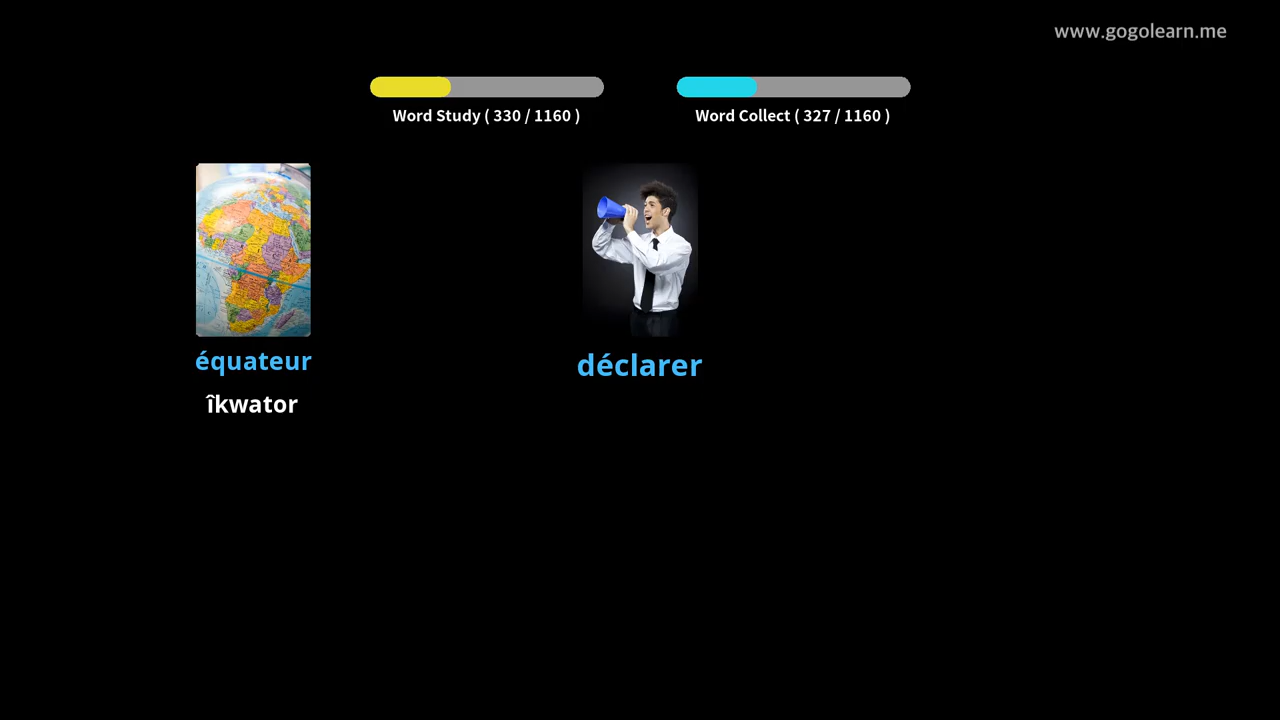 www.gogolearn.me
Word Study ( 330 / 1160 )
Word Collect ( 327 / 1160 )
équateur
îkwator
déclarer